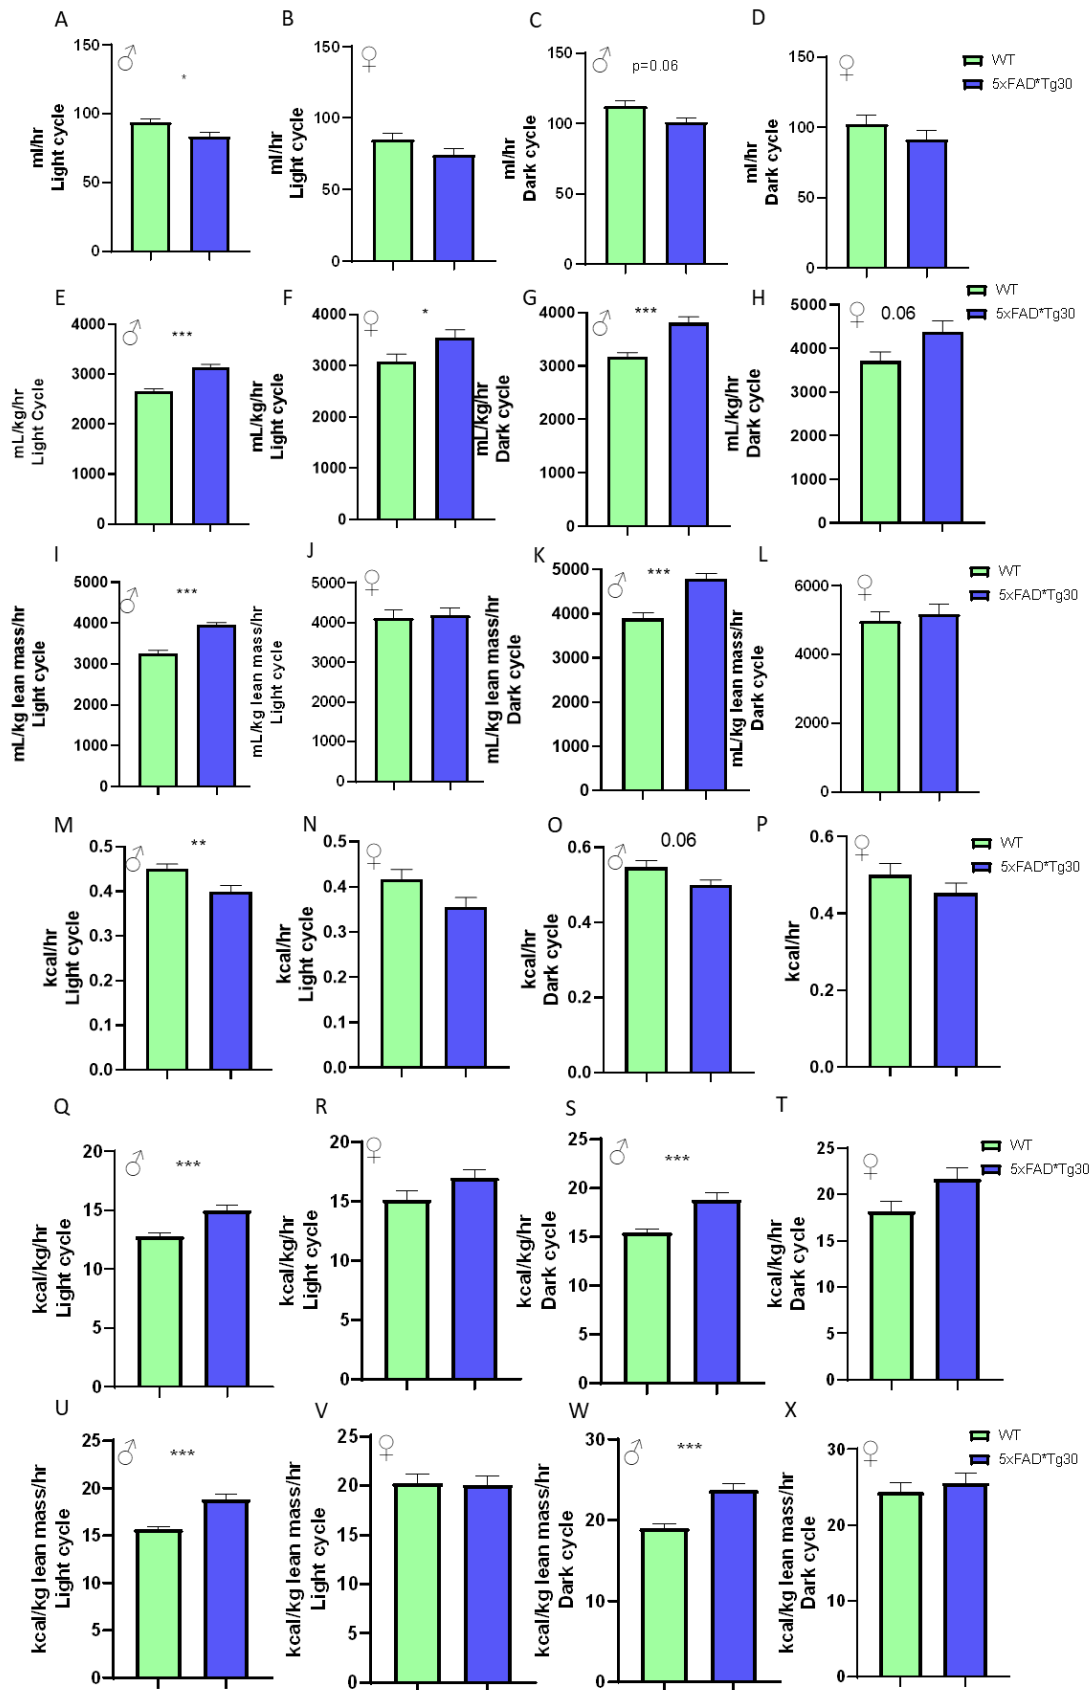 A
B
C
D
♂
♀
♂
♀
*
p=0.06
WT
5xFAD*Tg30
150
100
50
0
150
100
50
0
150
100
50
0
150
100
50
0
ml/hr
Light cycle
ml/hr
Light cycle
ml/hr
Dark cycle
ml/hr
Dark cycle
E
F
G
H
♂
♀
♂
♀
***
*
***
0.06
WT
5xFAD*Tg30
4000
3000
2000
1000
0
4000
3000
2000
1000
0
4000
3000
2000
1000
0
5000
4000
3000
2000
1000
0
mL/kg/hr
Light Cycle
mL/kg/hr
Light cycle
mL/kg/hr
Dark cycle
mL/kg/hr
Dark cycle
I
J
K
L
♂
♀
♂
♀
***
***
WT
5xFAD*Tg30
5000
4000
3000
2000
1000
0
5000
4000
3000
2000
1000
0
5000
4000
3000
2000
1000
0
6000
4000
2000
0
mL/kg lean mass/hr
Light cycle
mL/kg lean mass/hr
Light cycle
mL/kg lean mass/hr
Dark cycle
mL/kg lean mass/hr
Dark cycle
M
N
O
P
♂
♀
♂
♀
**
0.06
WT
5xFAD*Tg30
0.5
0.4
0.3
0.2
0.1
0.0
0.5
0.4
0.3
0.2
0.1
0.0
0.6
0.4
0.2
0.0
0.6
0.4
0.2
0.0
kcal/hr
Light cycle
kcal/hr
Light cycle
kcal/hr
Dark cycle
kcal/hr
Q
R
S
T
♂
♀
♂
♀
***
***
WT
5xFAD*Tg30
20
15
10
5
0
20
15
10
5
0
25
20
15
10
5
0
25
20
15
10
5
0
kcal/kg/hr
Light cycle
kcal/kg/hr
Light cycle
kcal/kg/hr
Dark cycle
kcal/kg/hr
Dark cycle
U
V
W
X
♂
♀
♂
♀
***
***
WT
5xFAD*Tg30
25
20
15
10
5
0
25
20
15
10
5
0
30
20
10
0
30
20
10
0
kcal/kg lean mass/hr
Light cycle
kcal/kg lean mass/hr
Light cycle
kcal/kg lean mass/hr
Dark cycle
kcal/kg lean mass/hr
Dark cycle